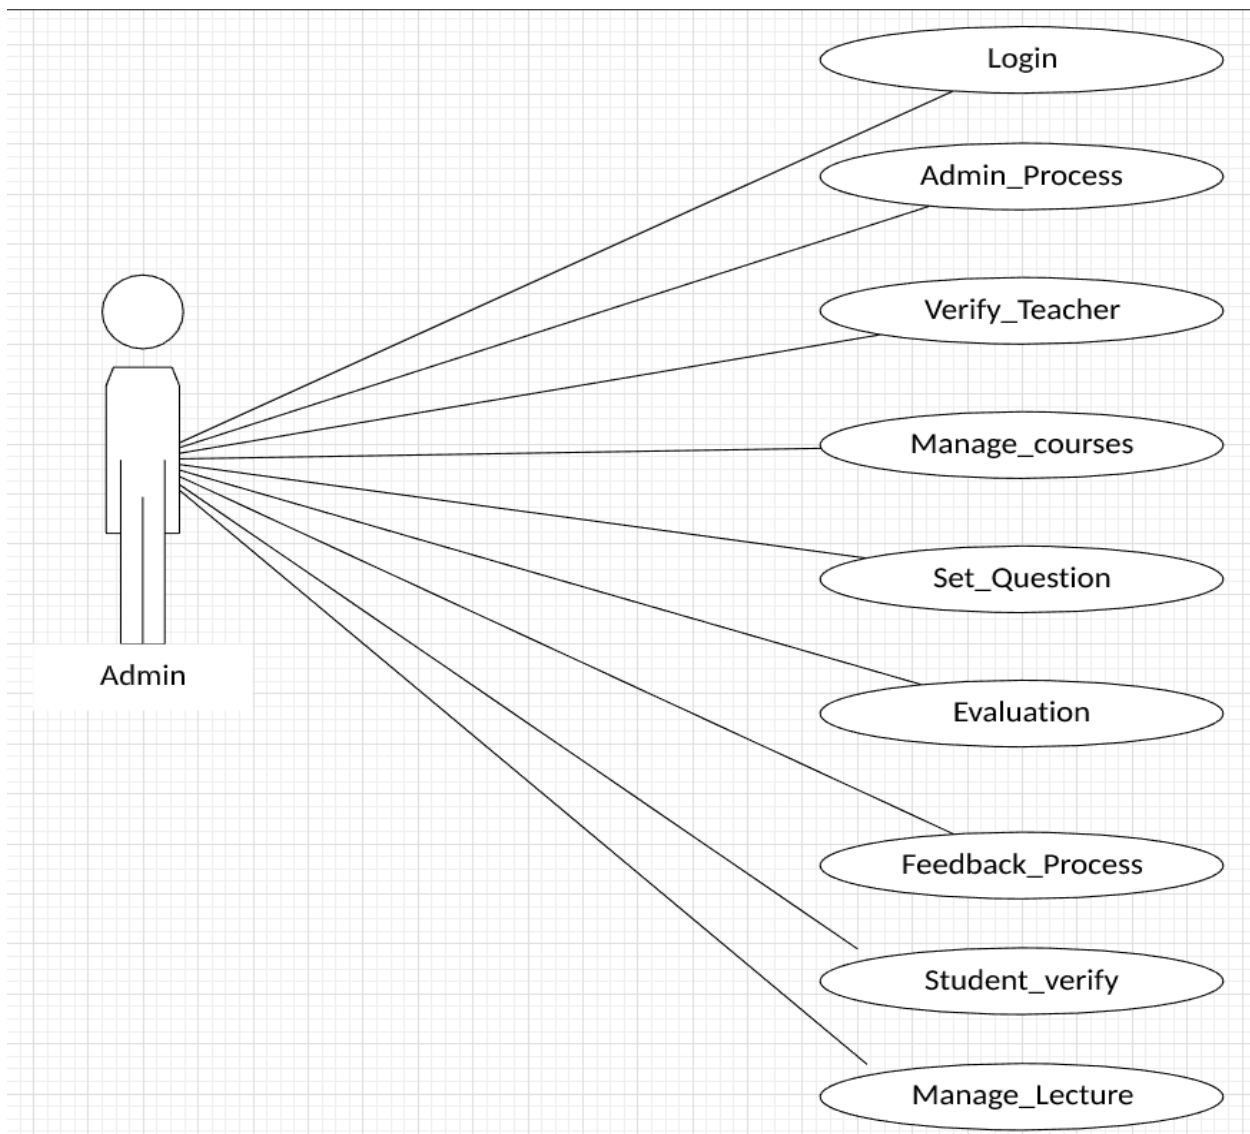 Login
Admin_Process
Verify_Teacher
Manage_courses
Set_Question
Admin
Evaluation
Feedback_Process
Student_verify
Manage_Lecture